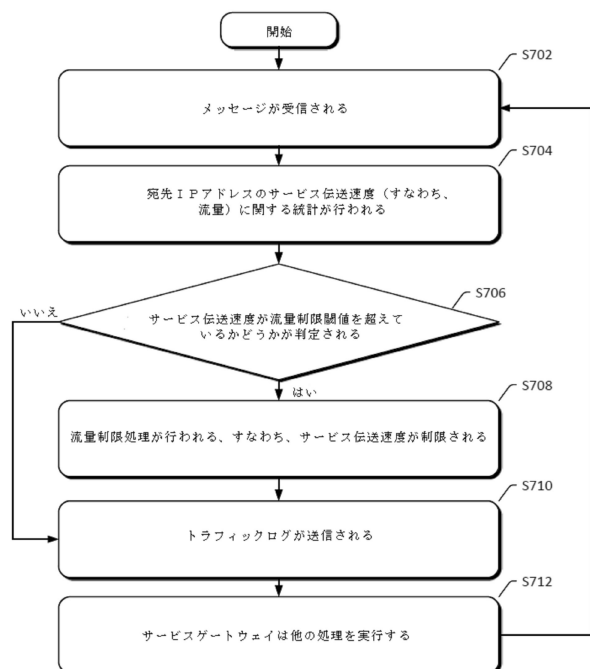 開始
S702
メッセージが受信される
S704
宛先IPアドレスのサービス伝送速度（すなわち、
流量）に関する統計が行われる
S706
いいえ
サービス伝送速度が流量制限閾値を超えて
いるかどうかが判定される
はい
S708
流量制限処理が行われる、すなわち、サービス伝送速度が制限される
S710
トラフィックログが送信される
S712
サービスゲートウェイは他の処理を実行する